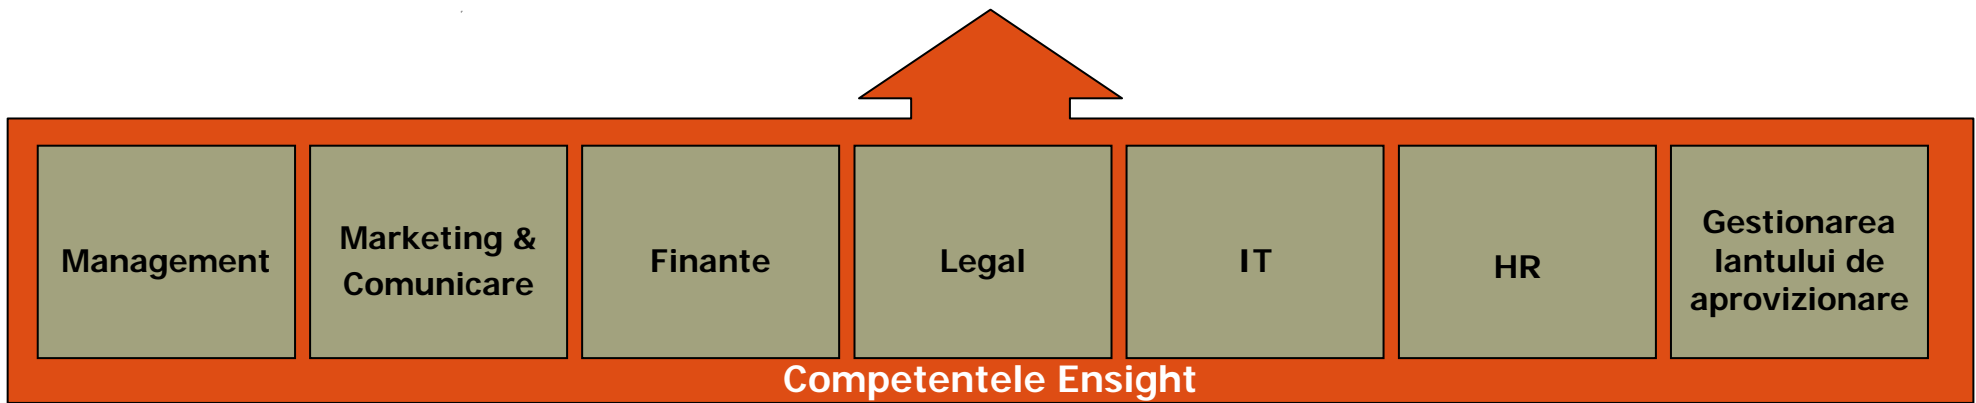 Management
Marketing &
Comunicare
Finante
Legal
IT
HR
Gestionarea
lantului de
aprovizionare
Competentele Ensight